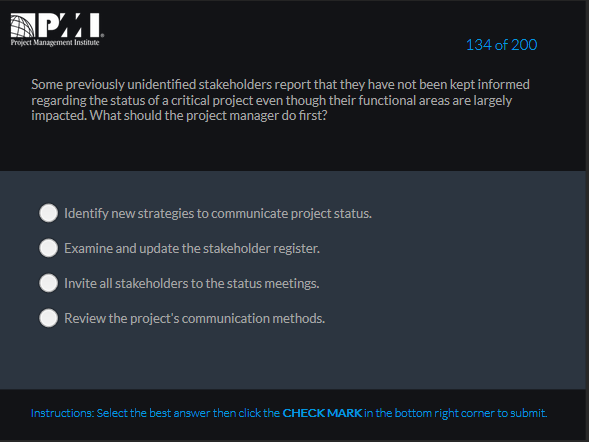 PMI
Project Management Institute
134 of 200
Some previously unidentified stakeholders report that they have not been kept informed
regarding the status of a critical project even though their functional areas are largely
impacted. What should the project manager do first?
Identify new strategies to communicate project status.
Examine and update the stakeholder register.
Invite all stakeholders to the status meetings.
Review the project's communication methods.
Instructions: Select the best answer then click the CHECK MARK in the bottom right corner to submit.